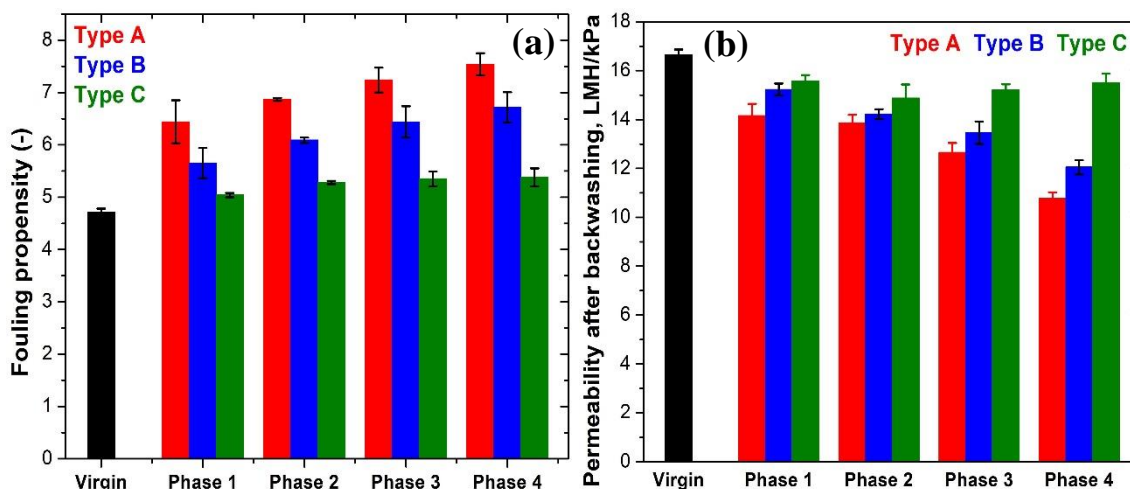 Fouling propensity (-)
8
7
6
5
4
3
2
1
0
Type A
Type B
Type C
(a)
Virgin Phase 1 Phase 2 Phase 3 Phase 4
Permeability after backwashing, LMH/kPa
18
16
14
12
10
8
6
4
2
0
(b)
Type A Type B Type C
Virgin Phase 1 Phase 2 Phase 3 Phase 4